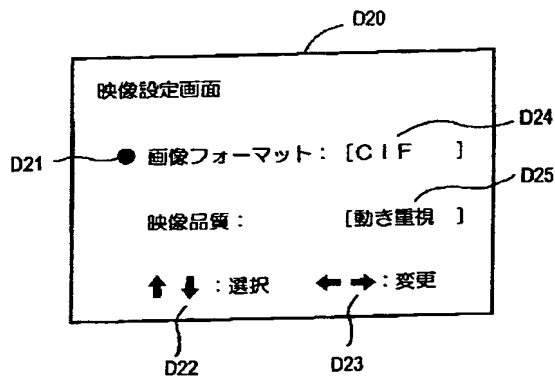 D20
映像設定画面
D24
D21 ● 画像フォーマット： [ＣＩＦ ]
D25
映像品質： [動き重視 ]
↑ ↓ ：選択 ← →：変更
D22 D23